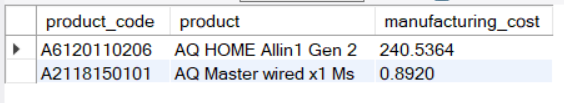 product_code product manufacturing_cost
A6120110206 AQ HOME Allin1 Gen 2 240.5364
A2118150101 AQ Master wired x1 Ms 0.8920